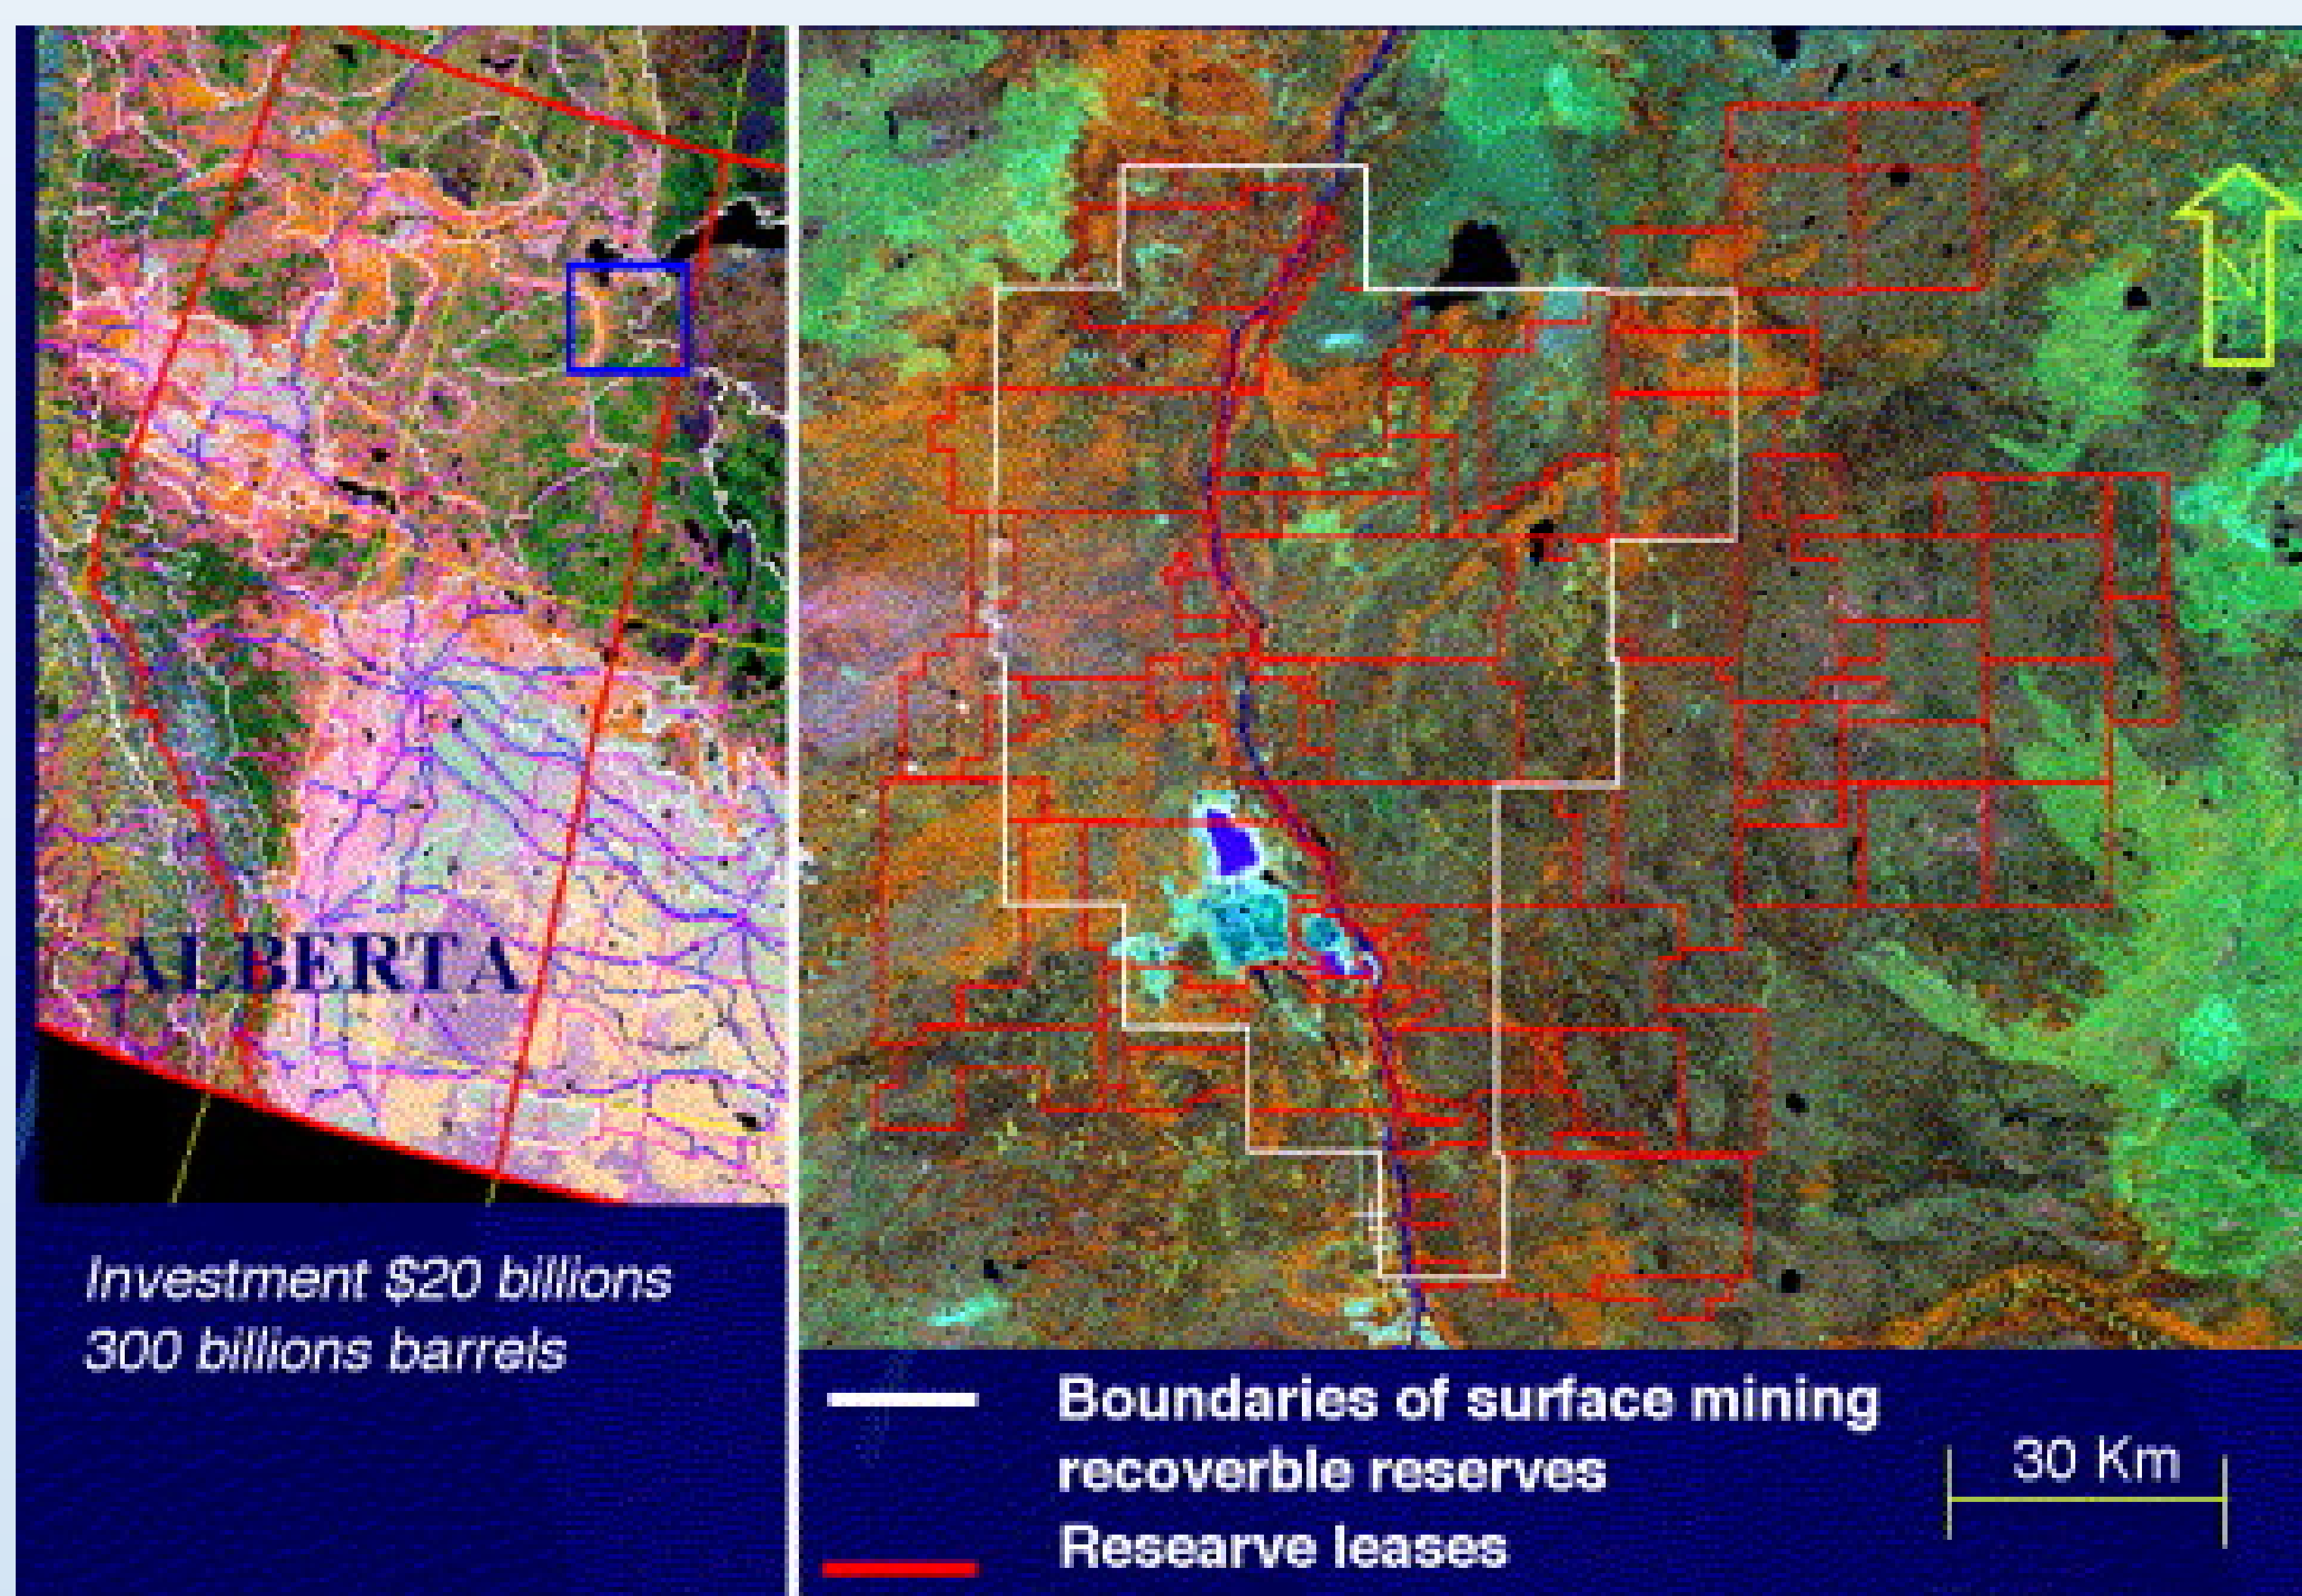 ALBERTA
Investment $20 billions
300 billions barrels
N
Boundaries of surface mining
recoverble reserves
Researve leases
30 Km